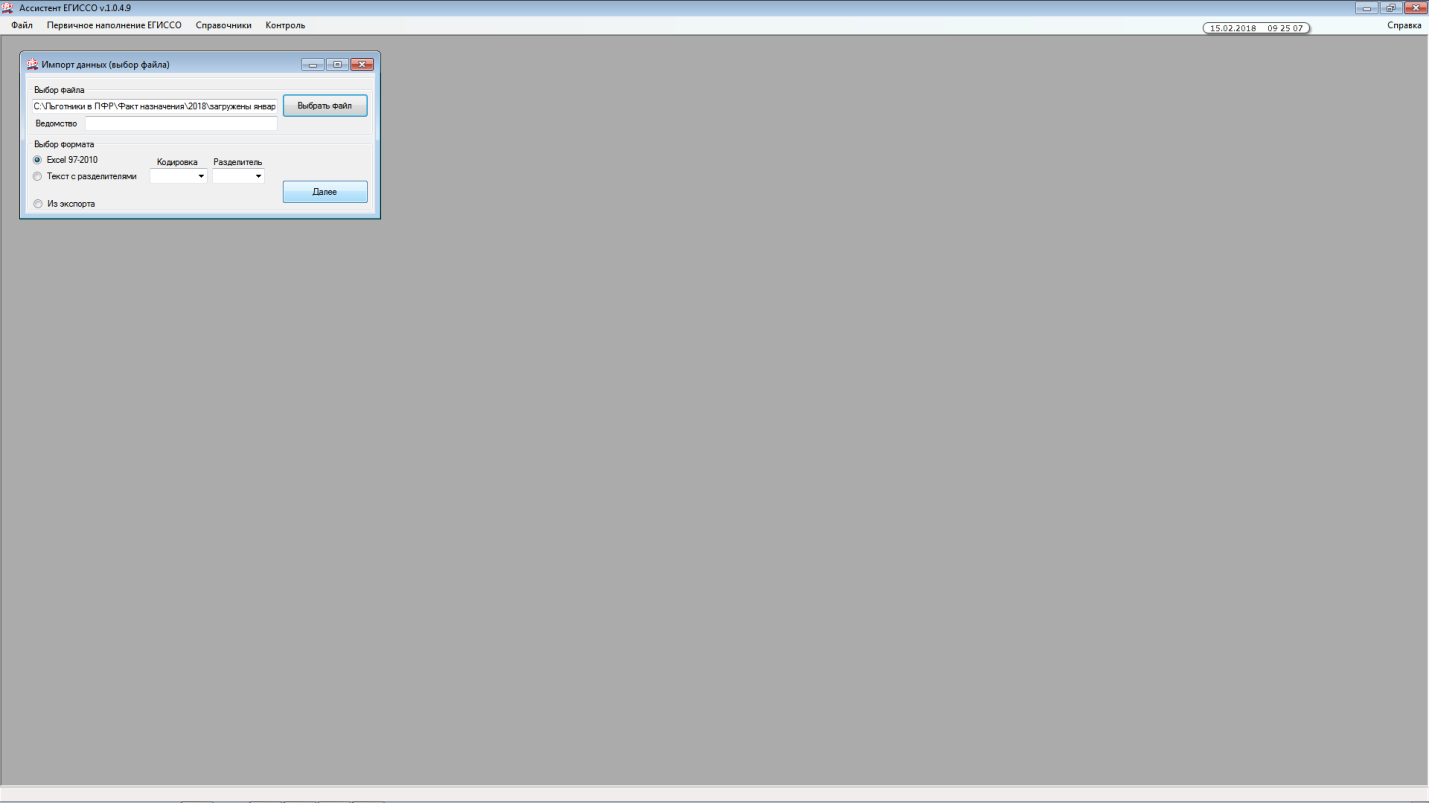 Ассистент ЕГИССО v.1.0.4.9
Файл Первичное наполнение ЕГИССО Справочники Контроль
15.02.2018 09 25 07
Справка
Импорт данных (выбор файла)
Выбор файла
C:\Льготники в ПФР\Факт назначения\2018\загружены январ
Выбрать файл
Ведомство
Выбор формата
Excel 97-2010
Кодировка Разделитель
Текст с разделителями
Далее
Из экспорта